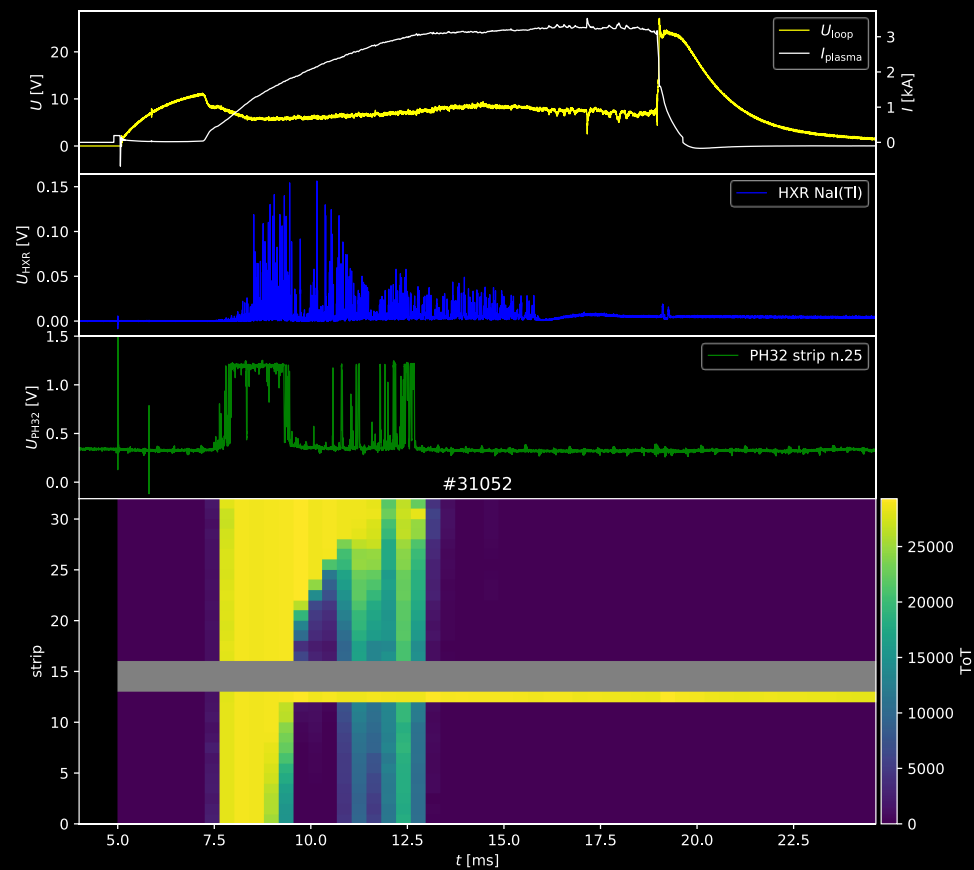 U_loop
I_plasma
20
10
0
U [V]
3
2
1
0
I [kA]
HXR NaI(Tl)
0.15
0.10
0.05
0.00
U_HXR [V]
PH32 strip n.25
1.5
1.0
0.5
0.0
U_PH32 [V]
#31052
30
25
20
15
10
5
0
strip
25000
20000
15000
10000
5000
0
ToT
5.0 7.5 10.0 12.5 15.0 17.5 20.0 22.5
t [ms]